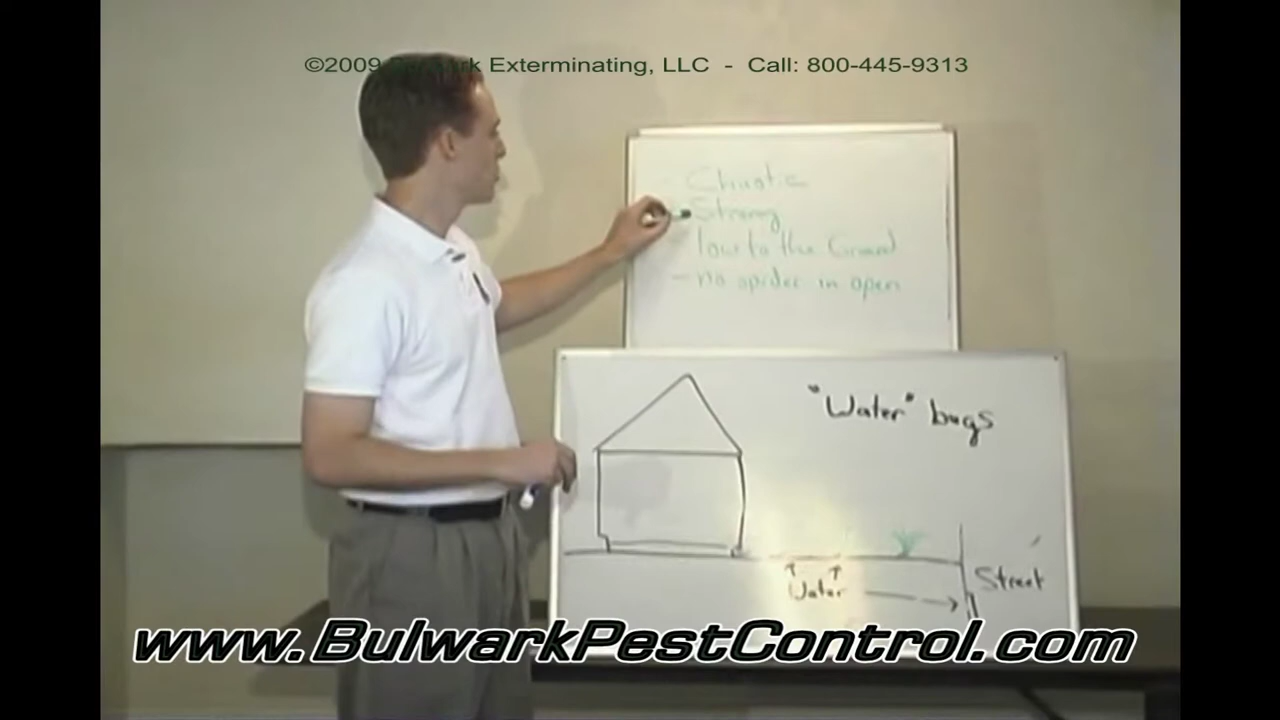 ©2009 Bulwark Exterminating, LLC - Call: 800-445-9313
Chaotic
- Strong
- low to the Ground
- no spider in open
"Water" bugs
Water
Street
www.BulwarkPestControl.com